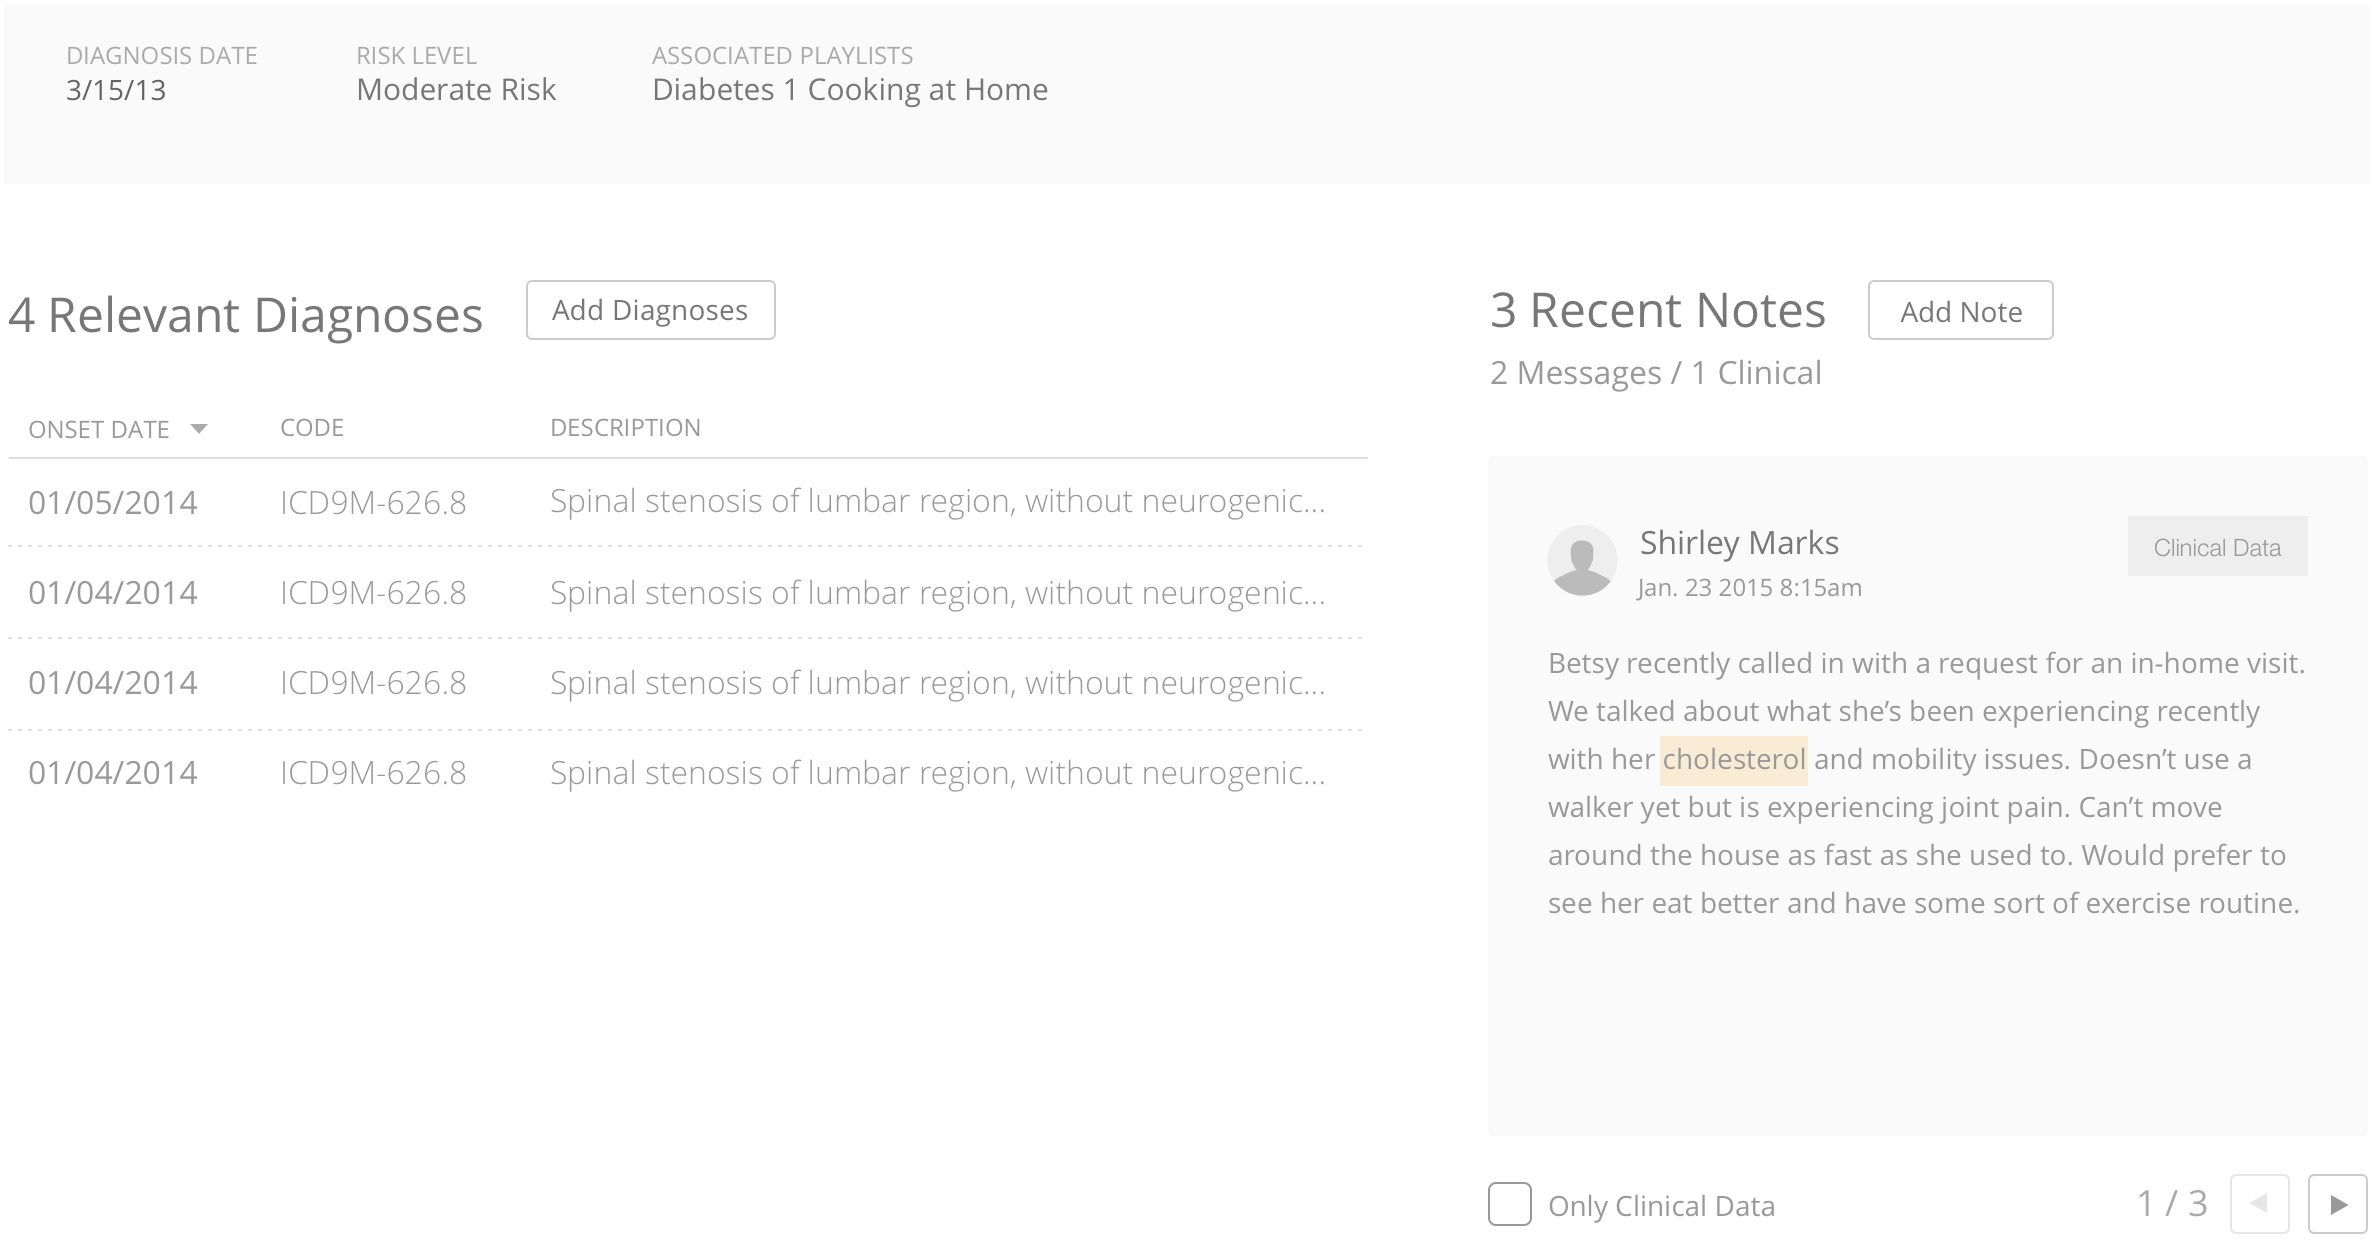 DIAGNOSIS DATE RISK LEVEL ASSOCIATED PLAYLISTS
3/15/13 Moderate Risk Diabetes 1 Cooking at Home
4 Relevant Diagnoses Add Diagnoses
ONSET DATE CODE DESCRIPTION
01/05/2014 ICD9M-626.8 Spinal stenosis of lumbar region, without neurogenic...
01/04/2014 ICD9M-626.8 Spinal stenosis of lumbar region, without neurogenic...
01/04/2014 ICD9M-626.8 Spinal stenosis of lumbar region, without neurogenic...
01/04/2014 ICD9M-626.8 Spinal stenosis of lumbar region, without neurogenic...
3 Recent Notes Add Note
2 Messages / 1 Clinical
Shirley Marks Clinical Data
Jan. 23 2015 8:15am
Betsy recently called in with a request for an in-home visit.
We talked about what she’s been experiencing recently
with her cholesterol and mobility issues. Doesn’t use a
walker yet but is experiencing joint pain. Can’t move
around the house as fast as she used to. Would prefer to
see her eat better and have some sort of exercise routine.
Only Clinical Data 1 / 3